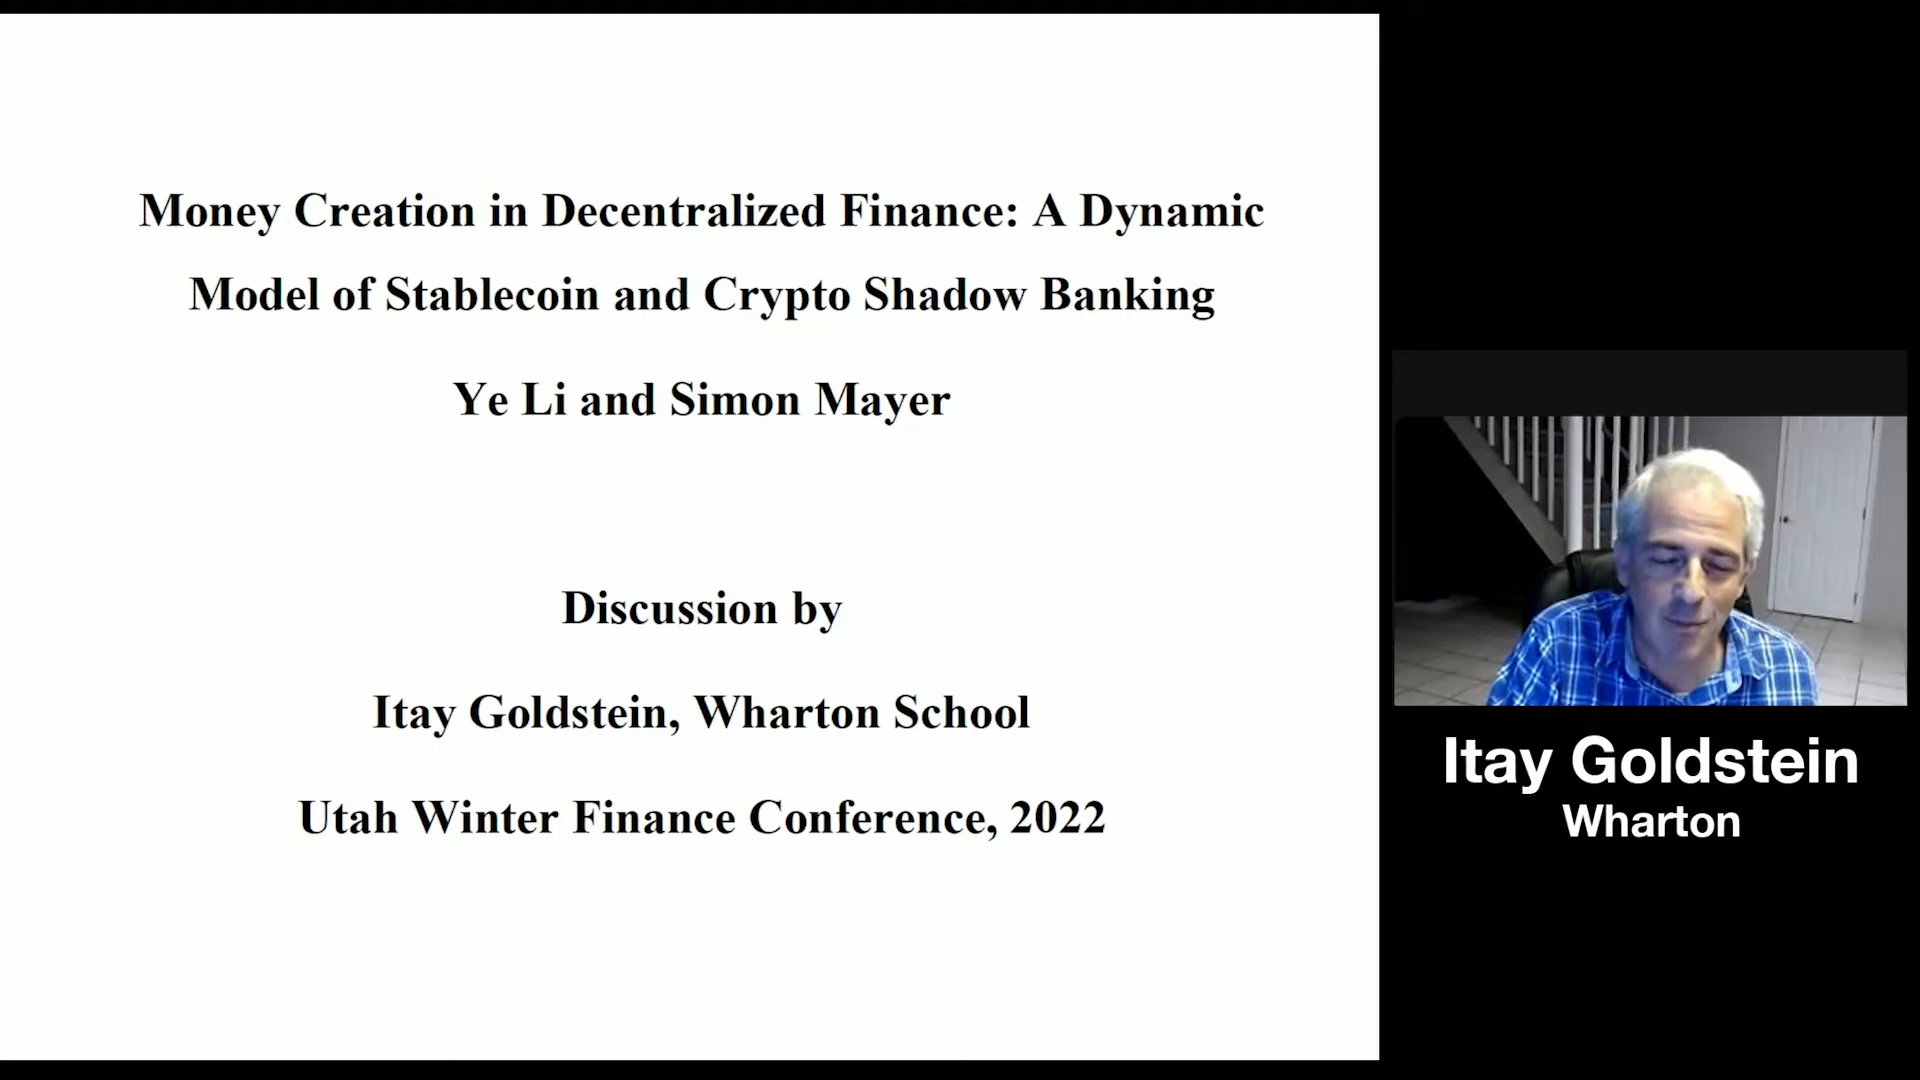 Money Creation in Decentralized Finance: A Dynamic
Model of Stablecoin and Crypto Shadow Banking
Ye Li and Simon Mayer
Discussion by
Itay Goldstein, Wharton School
Utah Winter Finance Conference, 2022
Itay Goldstein
Wharton